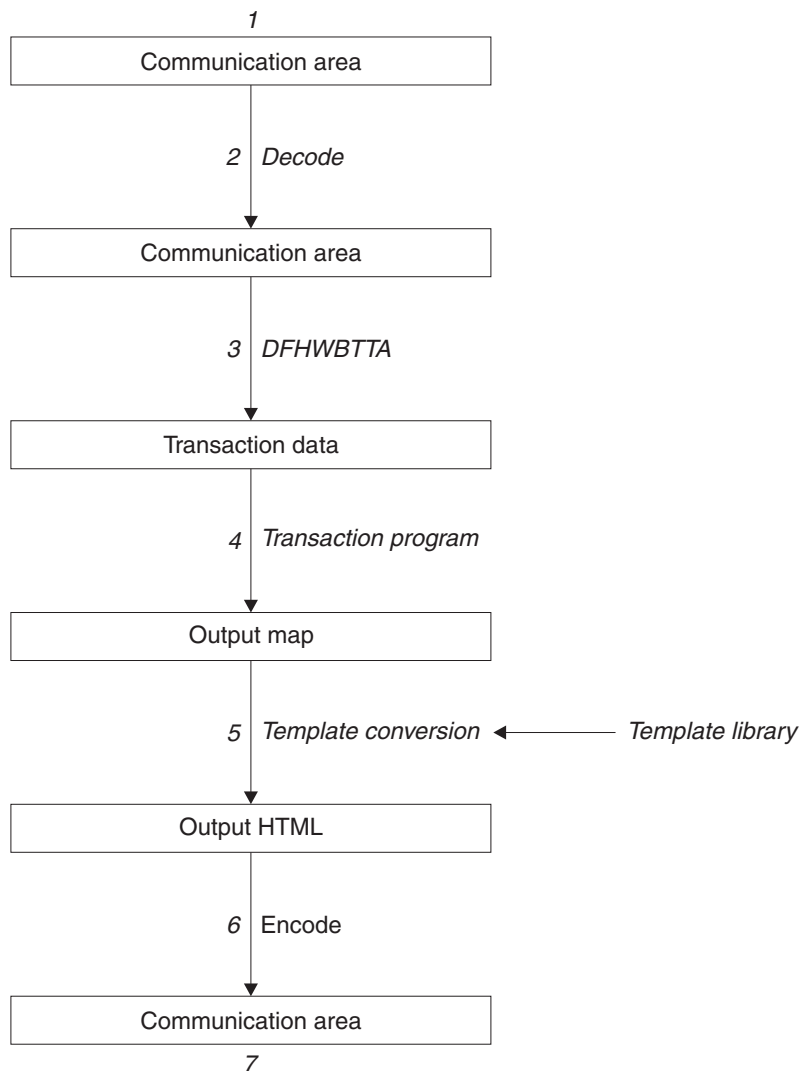 1
Communication area
2 Decode
Communication area
3 DFHWBTTA
Transaction data
4 Transaction program
Output map
5 Template conversion Template library
Output HTML
6 Encode
Communication area
7